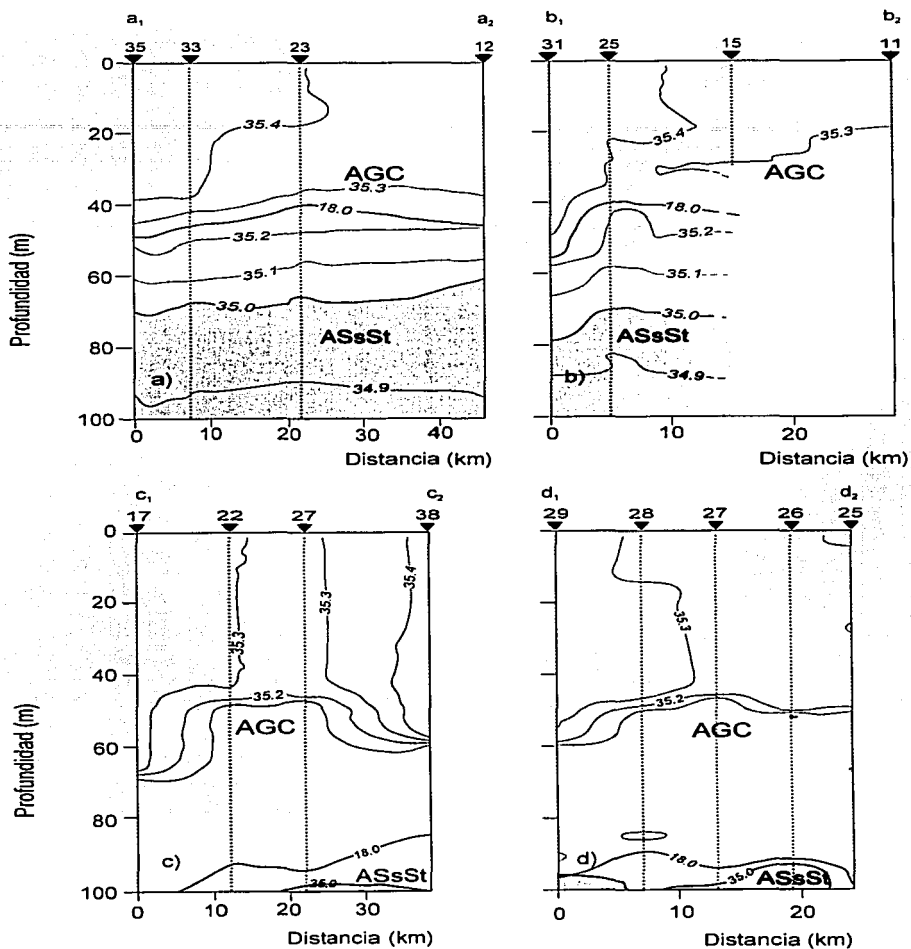 a₁ a₂
35 33 23 12
0
20
40
60
80
100
Profundidad (m)
35.4
AGC
35.3
18.0
35.2
35.1
35.0
ASsSt
a)
34.9
0 10 20 30 40
Distancia (km)
b₁ b₂
31 25 15 11
35.4
35.3
AGC
18.0
35.2
35.1
35.0
ASsSt
b)
34.9
0 10 20
Distancia (km)
c₁ c₂
17 22 27 38
0
20
40
60
80
100
Profundidad (m)
35.3
35.3
35.4
35.2
AGC
18.0
c)
ASsSt
35.0
0 10 20 30
Distancia (km)
d₁ d₂
29 28 27 26 25
35.3
35.2
AGC
18.0
d)
35.0
ASsSt
0 10 20
Distancia (km)